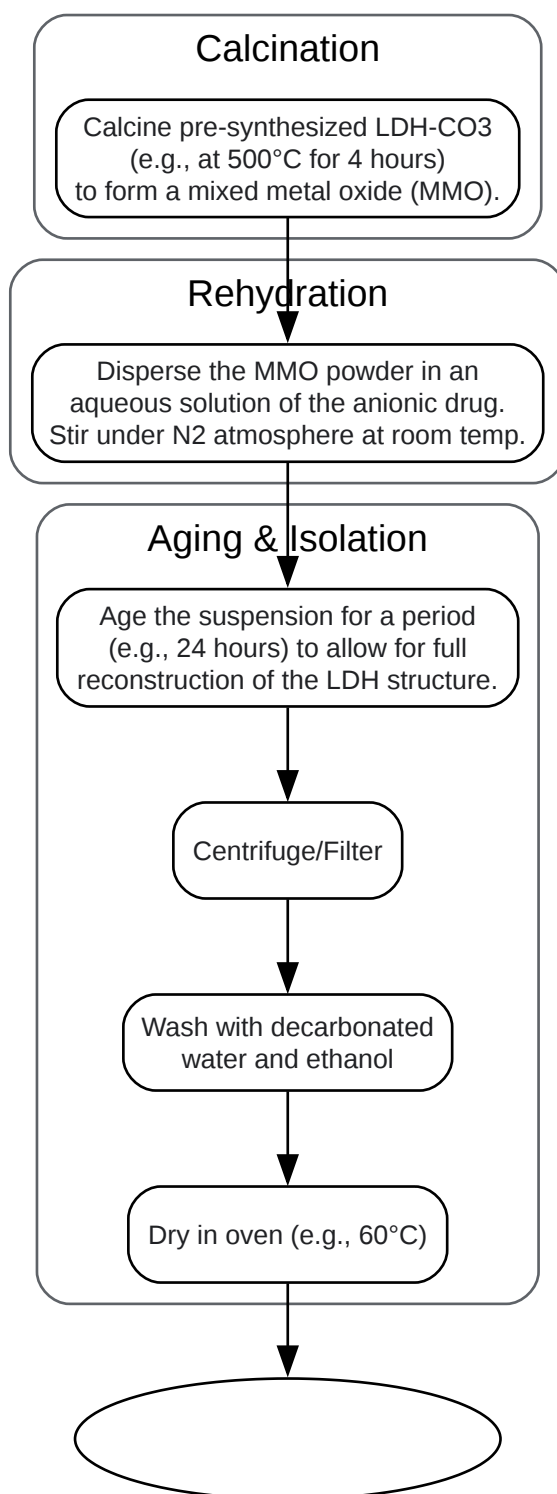 Calcination
Calcine pre-synthesized LDH-CO3
(e.g., at 500°C for 4 hours)
to form a mixed metal oxide (MMO).
Rehydration
Disperse the MMO powder in an
aqueous solution of the anionic drug.
Stir under N2 atmosphere at room temp.
Aging & Isolation
Age the suspension for a period
(e.g., 24 hours) to allow for full
reconstruction of the LDH structure.
Centrifuge/Filter
Wash with decarbonated
water and ethanol
Dry in oven (e.g., 60°C)